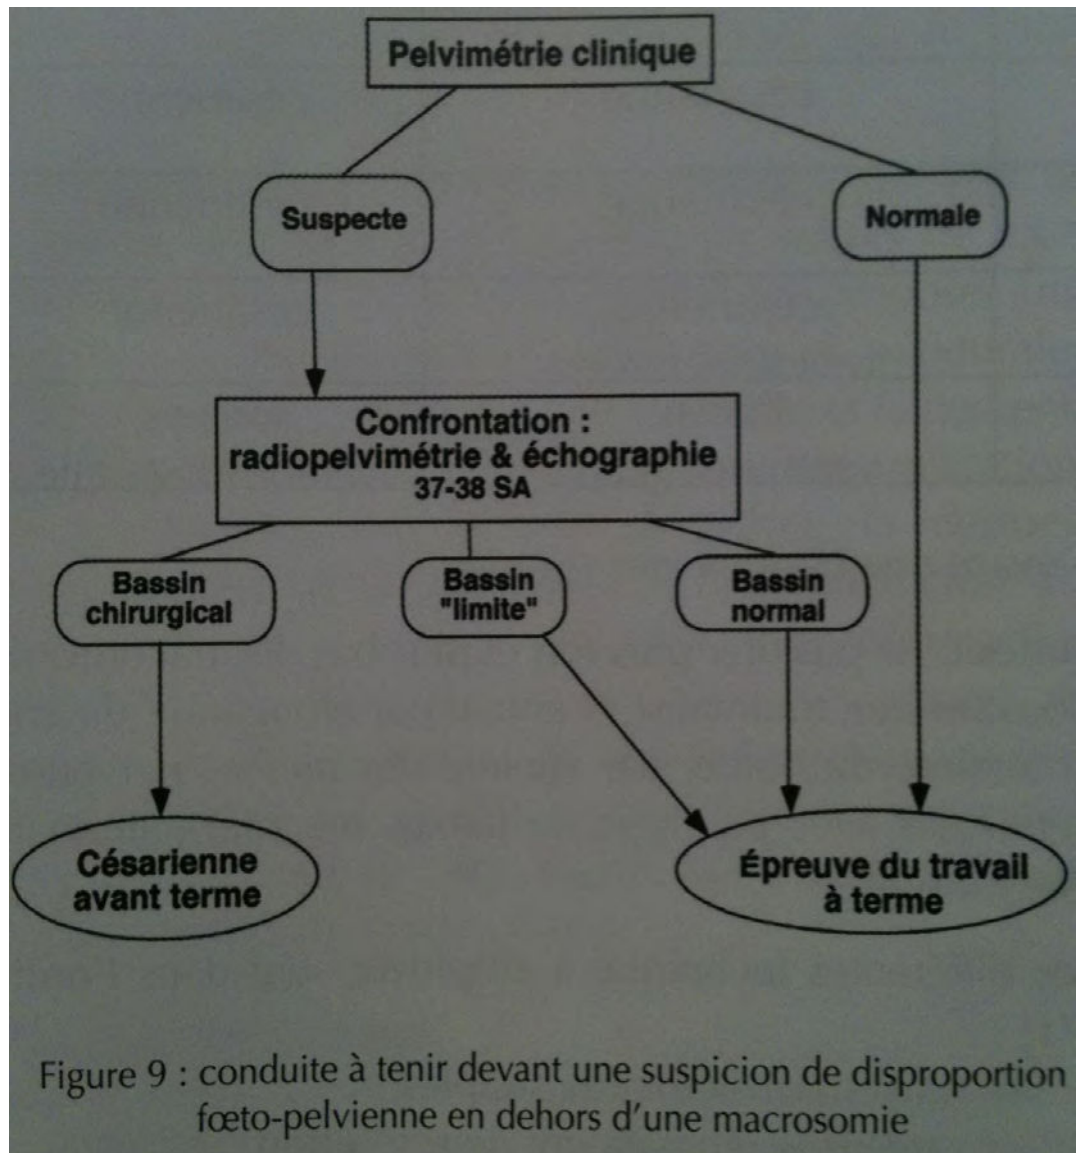 Pelvimétrie clinique
Suspecte
Normale
Confrontation :
radiopelvimétrie & échographie
37-38 SA
Bassin
chirurgical
Bassin
"limite"
Bassin
normal
Césarienne
avant terme
Épreuve du travail
à terme
Figure 9 : conduite à tenir devant une suspicion de disproportion
fœto-pelvienne en dehors d'une macrosomie